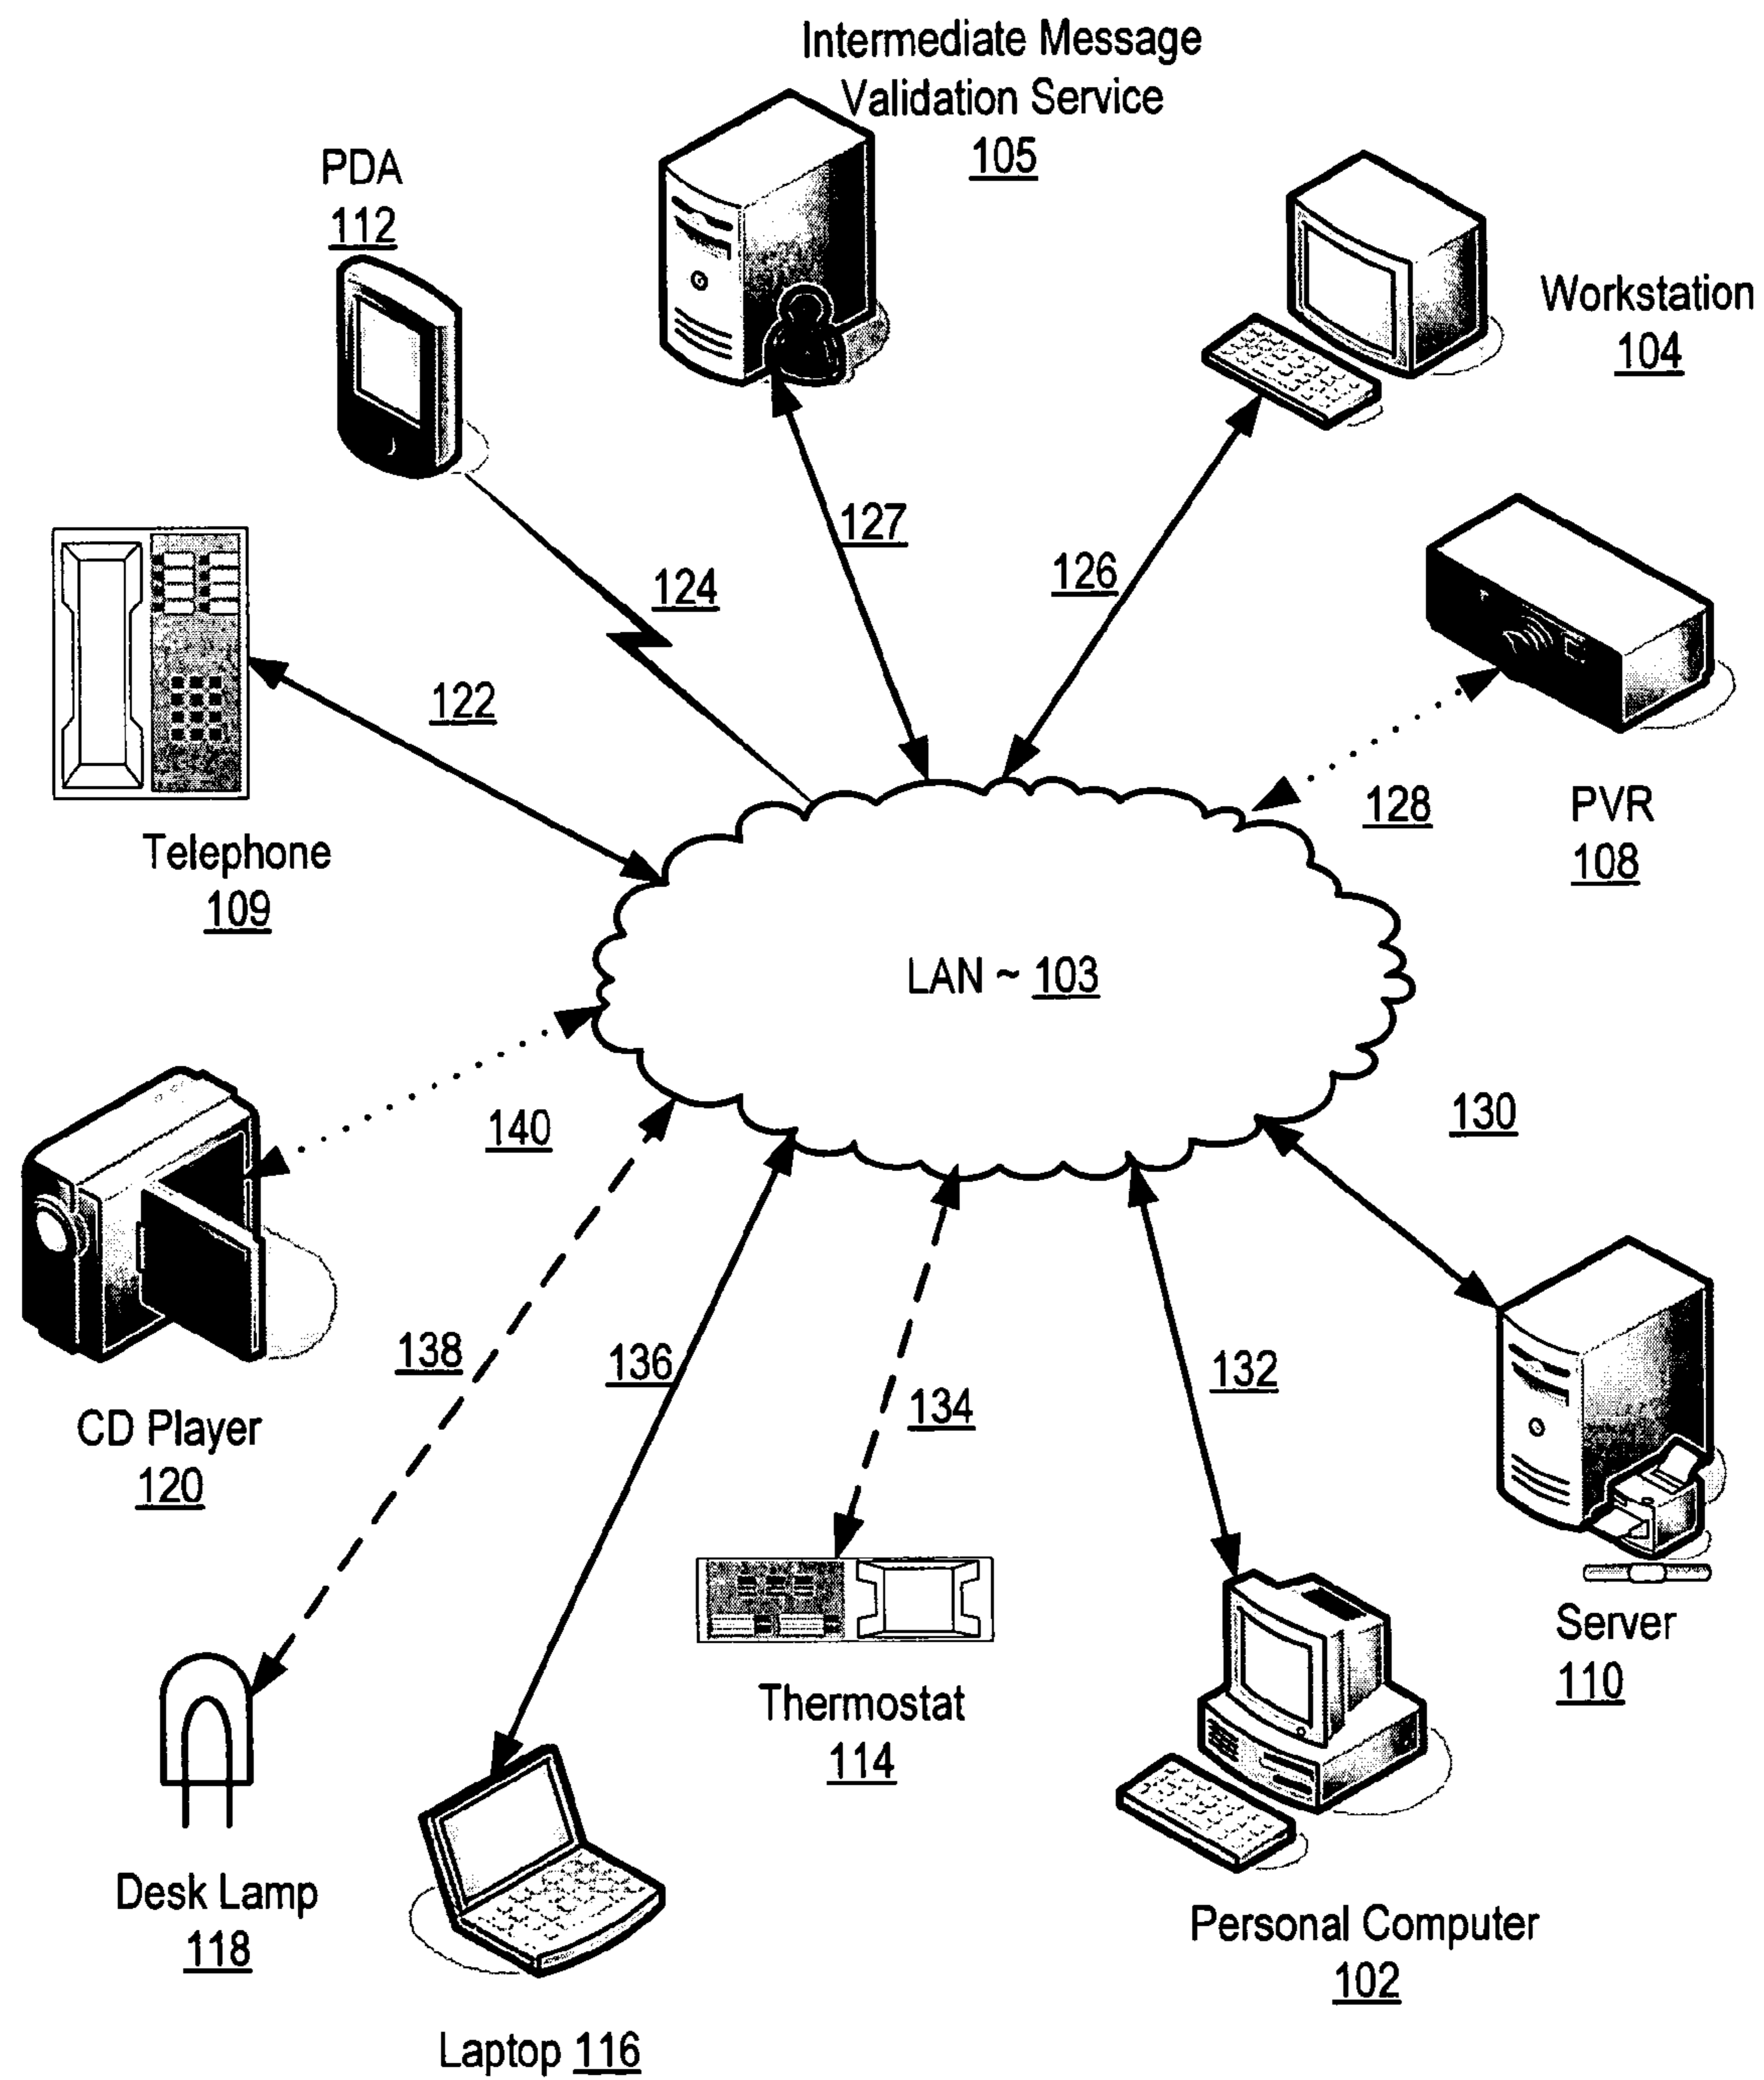 Intermediate Message
Validation Service
105
PDA
112
Workstation
104
127
126
124
122
128
PVR
108
Telephone
109
LAN ~ 103
130
140
138
136
134
132
CD Player
120
Server
110
Thermostat
114
Desk Lamp
118
Personal Computer
102
Laptop 116